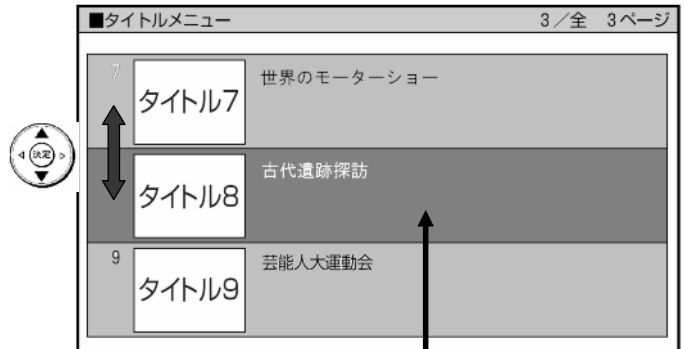 ■タイトルメニュー
3／全 3ページ
7
タイトル7
世界のモーターショー
決定
タイトル8
古代遺跡探訪
9
タイトル9
芸能人大運動会